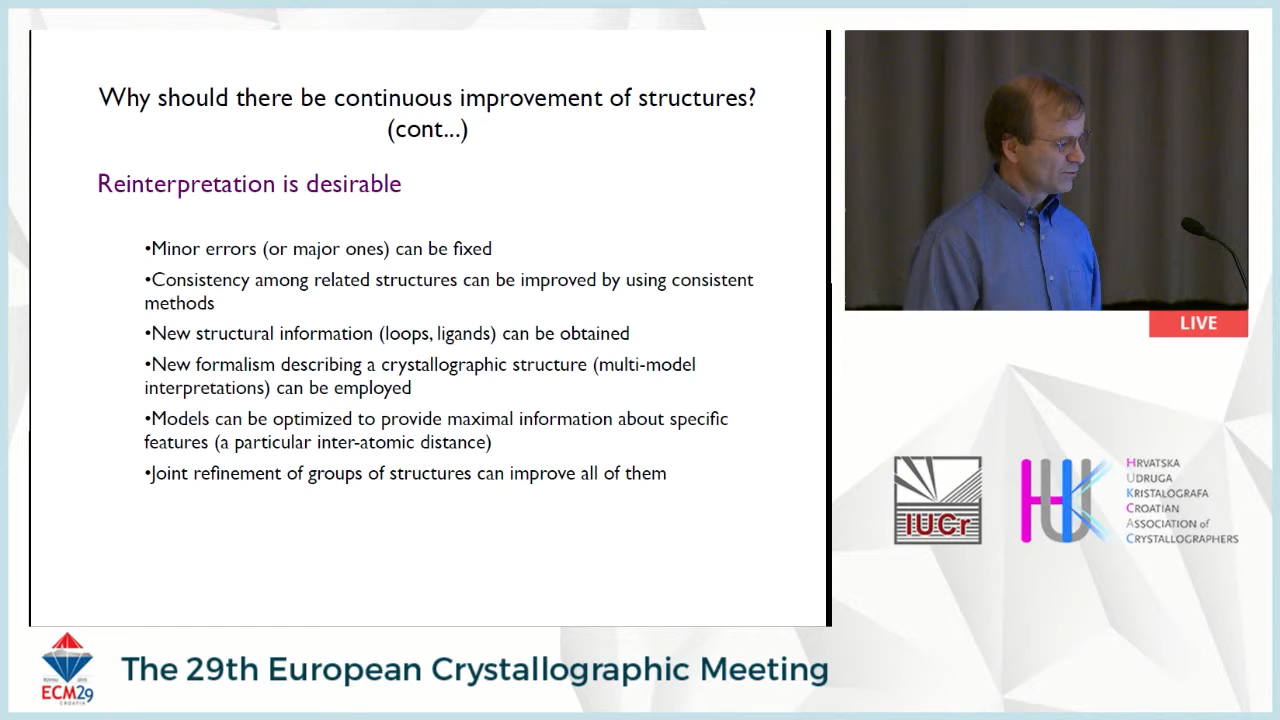 Why should there be continuous improvement of structures?
(cont...)
Reinterpretation is desirable
•Minor errors (or major ones) can be fixed
•Consistency among related structures can be improved by using consistent
methods
•New structural information (loops, ligands) can be obtained
•New formalism describing a crystallographic structure (multi-model
interpretations) can be employed
•Models can be optimized to provide maximal information about specific
features (a particular inter-atomic distance)
•Joint refinement of groups of structures can improve all of them
LIVE
IUCr
HUK
HRVATSKA
UDRUGA
KRISTALOGRAFA
CROATIAN
ASSOCIATION of
CRYSTALLOGRAPHERS
ECM29
CROATIA
The 29th European Crystallographic Meeting